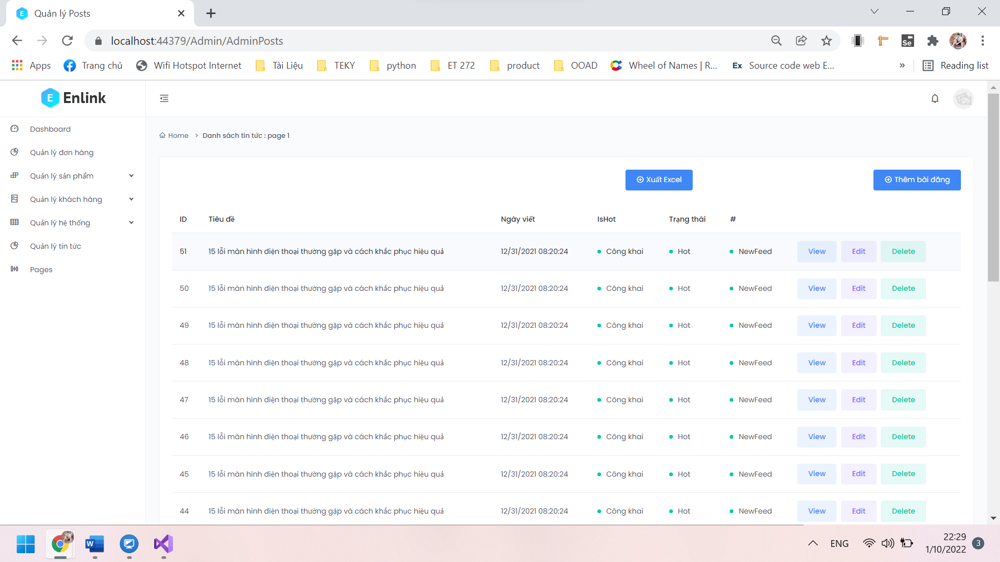 E Quản lý Posts
localhost:44379/Admin/AdminPosts
Se
Apps Trang chủ Wifi Hotspot Internet Tài Liệu TEKY python ET 272 product OOAD Wheel of Names | R... Ex Source code web E... » Reading list
E Enlink
Dashboard
Quản lý đơn hàng
Quản lý sản phẩm
Quản lý khách hàng
Quản lý hệ thống
Quản lý tin tức
Pages
Home > Danh sách tin tức : page 1
Xuất Excel Thêm bài đăng
ID Tiêu đề Ngày viết IsHot Trạng thái #
51 15 lỗi màn hình điện thoại thường gặp và cách khắc phục hiệu quả 12/31/2021 08:20:24 Công khai Hot NewFeed View Edit Delete
50 15 lỗi màn hình điện thoại thường gặp và cách khắc phục hiệu quả 12/31/2021 08:20:24 Công khai Hot NewFeed View Edit Delete
49 15 lỗi màn hình điện thoại thường gặp và cách khắc phục hiệu quả 12/31/2021 08:20:24 Công khai Hot NewFeed View Edit Delete
48 15 lỗi màn hình điện thoại thường gặp và cách khắc phục hiệu quả 12/31/2021 08:20:24 Công khai Hot NewFeed View Edit Delete
47 15 lỗi màn hình điện thoại thường gặp và cách khắc phục hiệu quả 12/31/2021 08:20:24 Công khai Hot NewFeed View Edit Delete
46 15 lỗi màn hình điện thoại thường gặp và cách khắc phục hiệu quả 12/31/2021 08:20:24 Công khai Hot NewFeed View Edit Delete
45 15 lỗi màn hình điện thoại thường gặp và cách khắc phục hiệu quả 12/31/2021 08:20:24 Công khai Hot NewFeed View Edit Delete
44 15 lỗi màn hình điện thoại thường gặp và cách khắc phục hiệu quả 12/31/2021 08:20:24 Công khai Hot NewFeed View Edit Delete
W ENG 22:29
1/10/2022 3